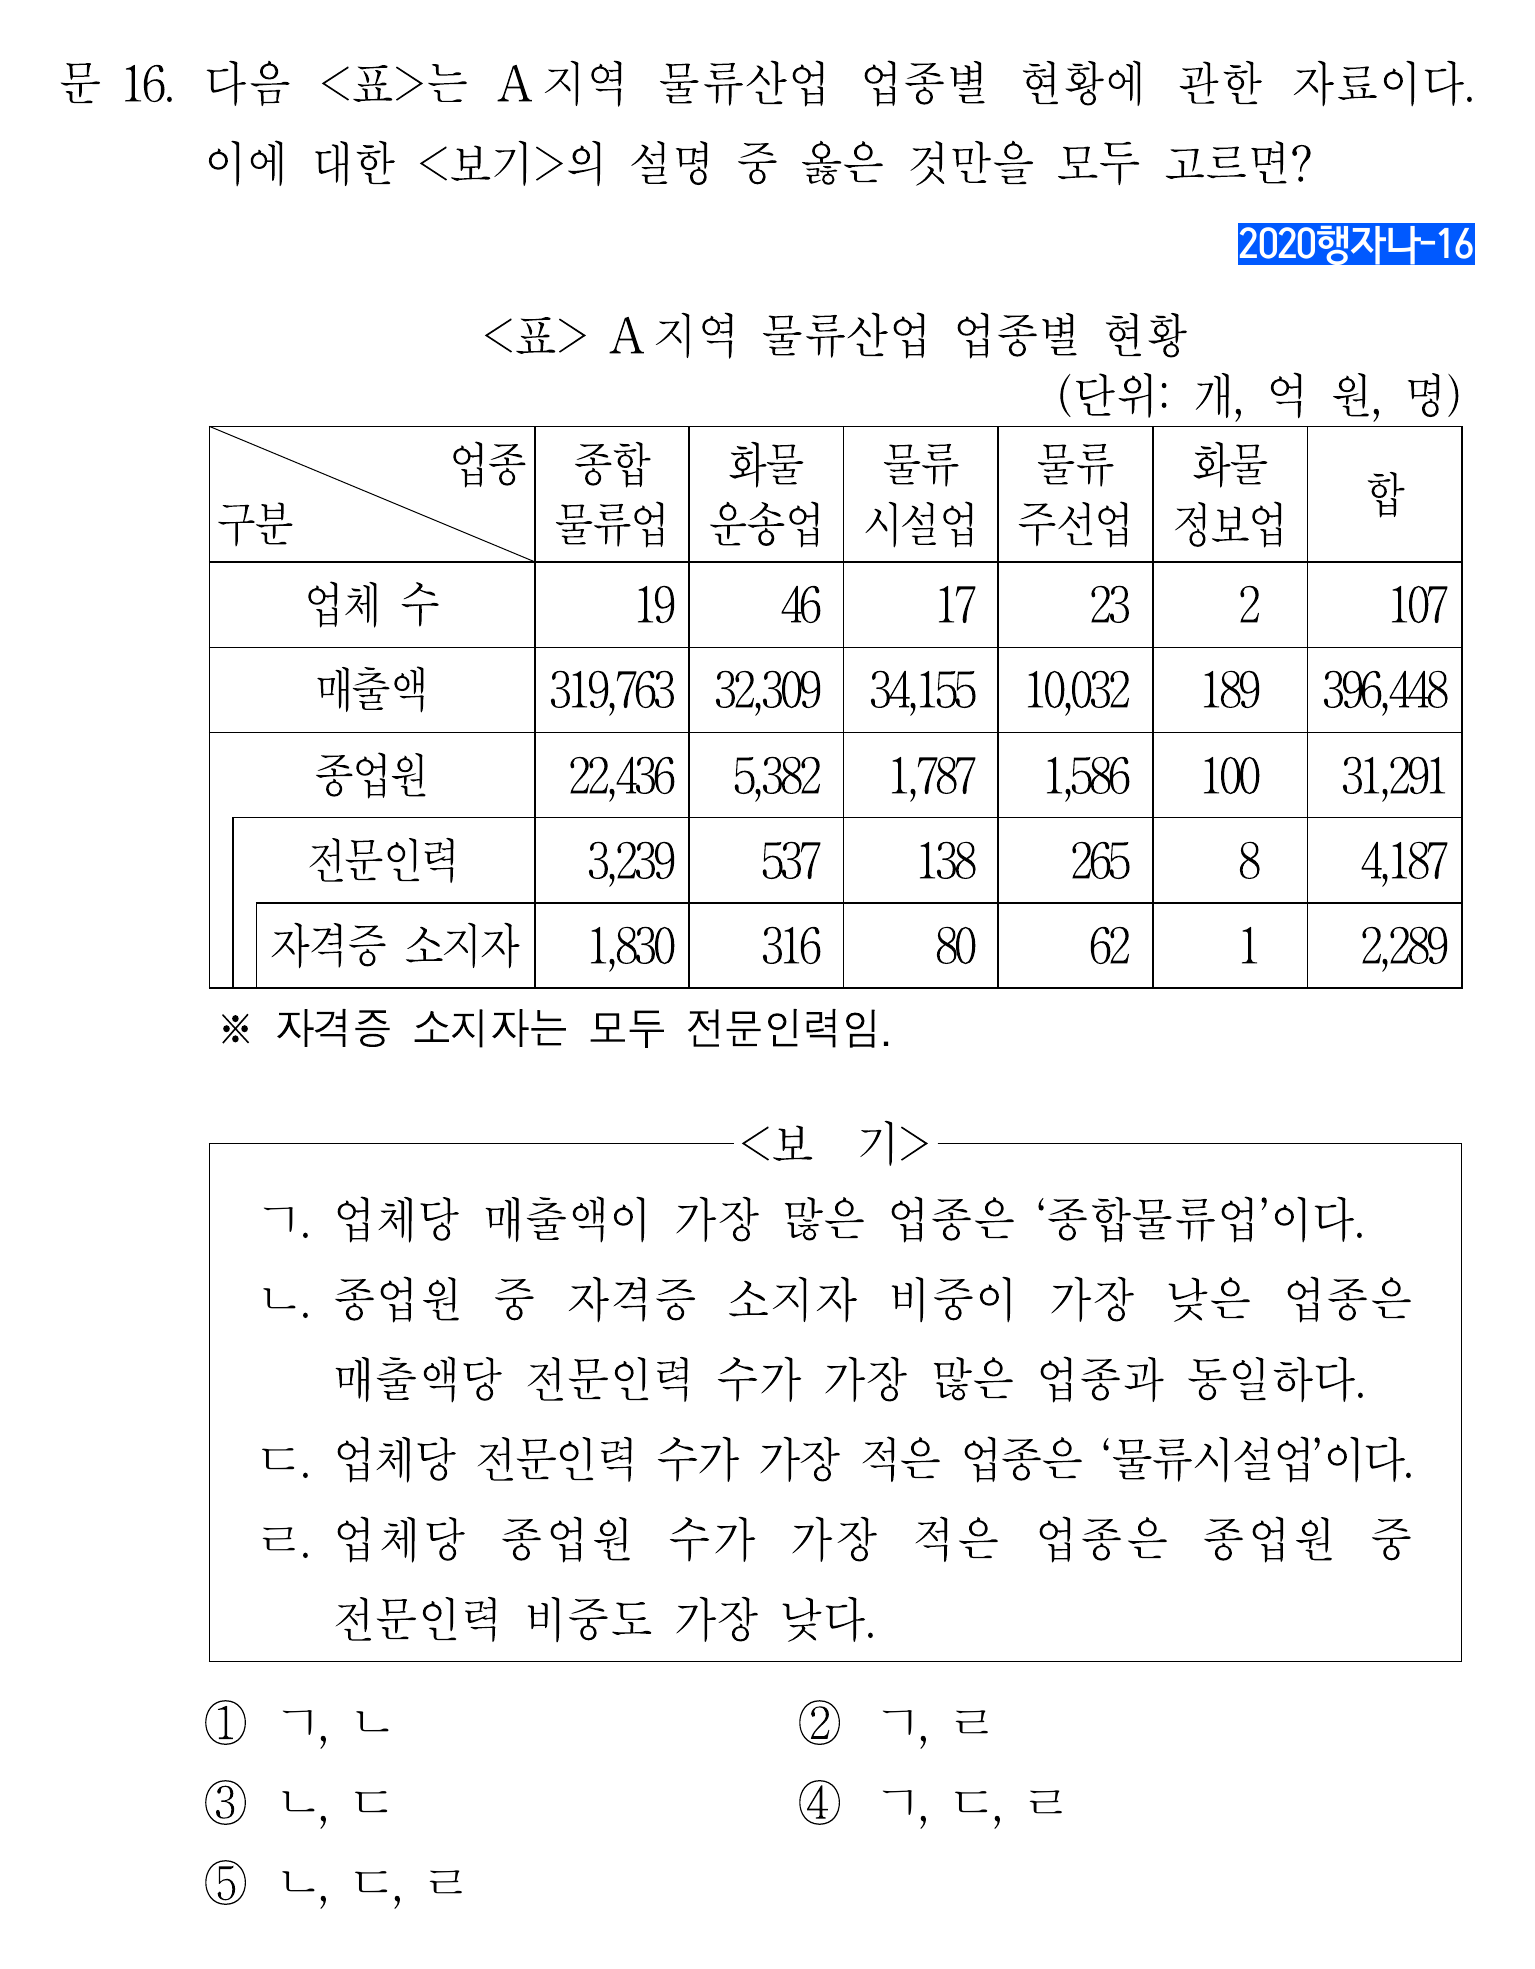 문 16. 다음 <표>는 A지역 물류산업 업종별 현황에 관한 자료이다.
이에 대한 <보기>의 설명 중 옳은 것만을 모두 고르면?
2020행자나-16
<표> A지역 물류산업 업종별 현황
(단위: 개, 억 원, 명)
구분 업종 종합물류업 화물운송업 물류시설업 물류주선업 화물정보업 합
업체 수 19 46 17 23 2 107
매출액 319,763 32,309 34,155 10,032 189 396,448
종업원 22,436 5,382 1,787 1,586 100 31,291
전문인력 3,239 537 138 265 8 4,187
자격증 소지자 1,830 316 80 62 1 2,289
※ 자격증 소지자는 모두 전문인력임.
<보 기>
ㄱ. 업체당 매출액이 가장 많은 업종은 ‘종합물류업’이다.
ㄴ. 종업원 중 자격증 소지자 비중이 가장 낮은 업종은
매출액당 전문인력 수가 가장 많은 업종과 동일하다.
ㄷ. 업체당 전문인력 수가 가장 적은 업종은 ‘물류시설업’이다.
ㄹ. 업체당 종업원 수가 가장 적은 업종은 종업원 중
전문인력 비중도 가장 낮다.
① ㄱ, ㄴ ② ㄱ, ㄹ
③ ㄴ, ㄷ ④ ㄱ, ㄷ, ㄹ
⑤ ㄴ, ㄷ, ㄹ